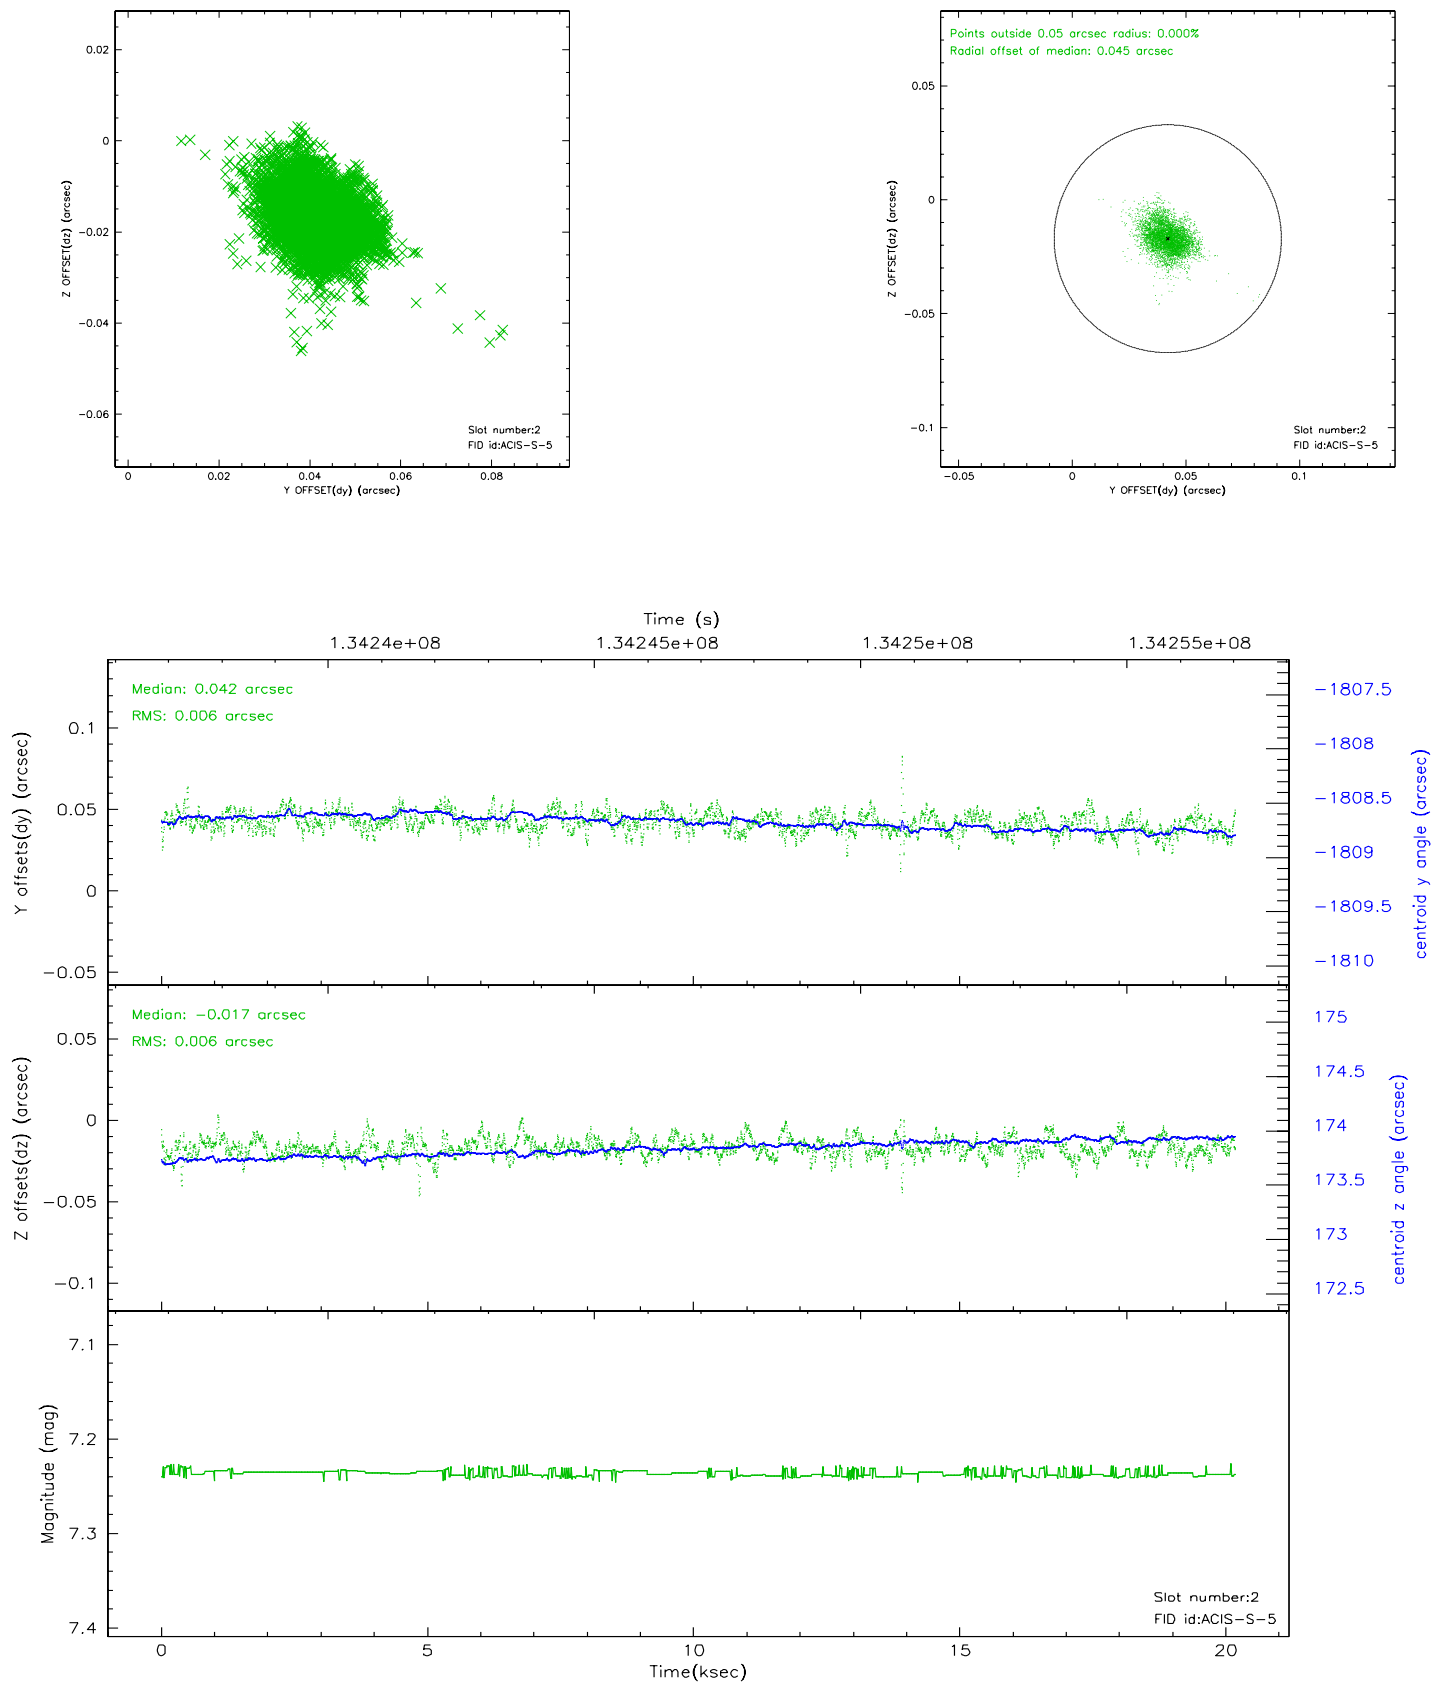 0.02
0
-0.02
-0.04
-0.06
Z OFFSET(dz) (arcsec)
Slot number:2
FID id:ACIS-S-5
0 0.02 0.04 0.06 0.08
Y OFFSET(dy) (arcsec)
Points outside 0.05 arcsec radius: 0.000%
Radial offset of median: 0.045 arcsec
0.05
0
-0.05
-0.1
Z OFFSET(dz) (arcsec)
Slot number:2
FID id:ACIS-S-5
-0.05 0 0.05 0.1
Y OFFSET(dy) (arcsec)
Time (s)
1.3424e+08 1.34245e+08 1.3425e+08 1.34255e+08
Median: 0.042 arcsec
RMS: 0.006 arcsec
0.1
0.05
0
-0.05
Y offsets(dy) (arcsec)
-1807.5
-1808
-1808.5
-1809
-1809.5
-1810
centroid y angle (arcsec)
Median: -0.017 arcsec
RMS: 0.006 arcsec
0.05
0
-0.05
-0.1
Z offsets(dz) (arcsec)
175
174.5
174
173.5
173
172.5
centroid z angle (arcsec)
7.1
7.2
7.3
7.4
Magnitude (mag)
Slot number:2
FID id:ACIS-S-5
0 5 10 15 20
Time(ksec)